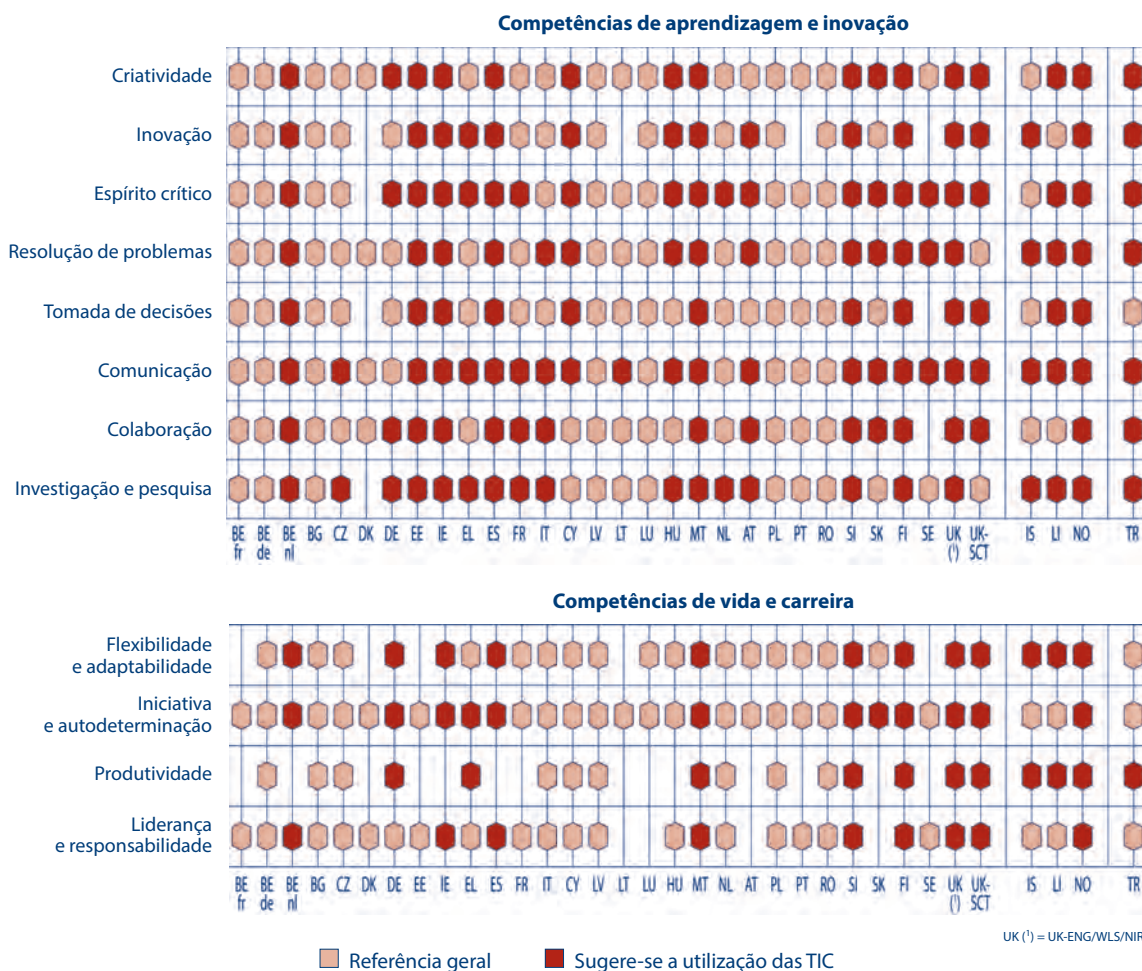 Competências de aprendizagem e inovação
Criatividade
Inovação
Espírito crítico
Resolução de problemas
Tomada de decisões
Comunicação
Colaboração
Investigação e pesquisa
BE fr BE de BE nl BG CZ DK DE EE IE EL ES FR IT CY LV LT LU HU MT NL AT PL PT RO SI SK FI SE UK (¹) UK-SCT IS LI NO TR
Competências de vida e carreira
Flexibilidade
e adaptabilidade
Iniciativa
e autodeterminação
Produtividade
Liderança
e responsabilidade
BE fr BE de BE nl BG CZ DK DE EE IE EL ES FR IT CY LV LT LU HU MT NL AT PL PT RO SI SK FI SE UK (¹) UK-SCT IS LI NO TR
UK (¹) = UK-ENG/WLS/NIR
Referência geral Sugere-se a utilização das TIC